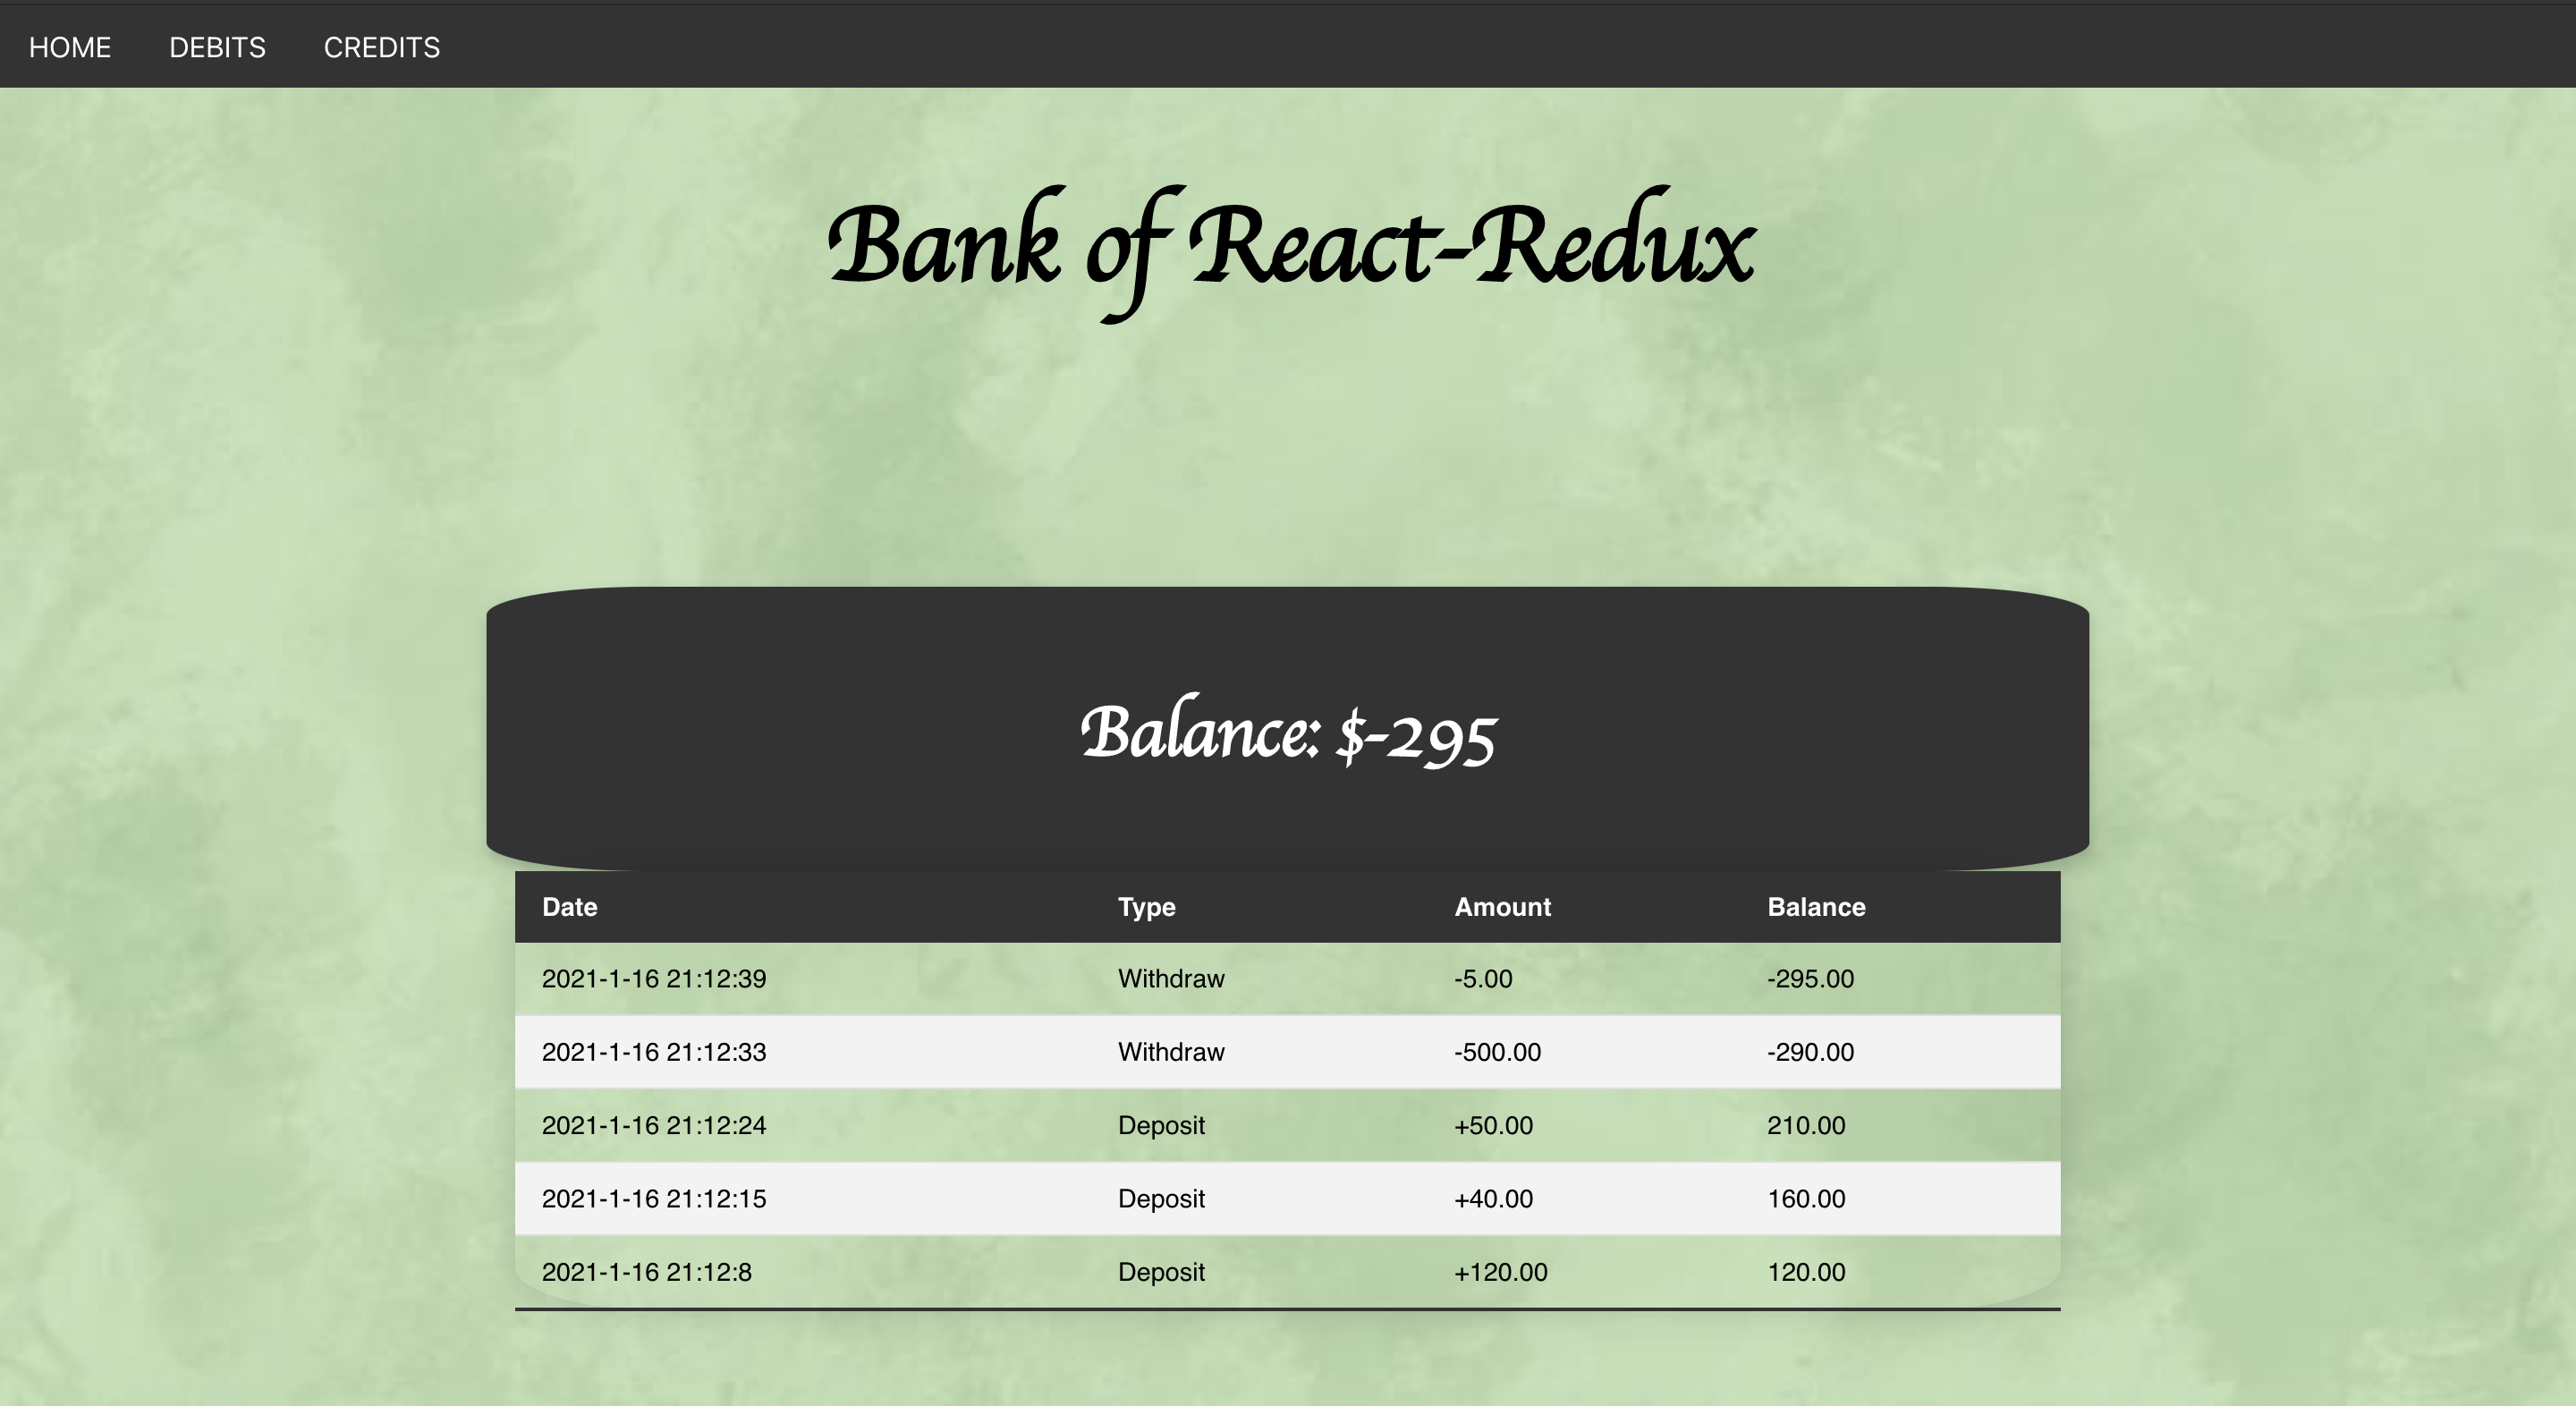 HOME DEBITS CREDITS
Bank of React-Redux
Balance: $-295
Date Type Amount Balance
2021-1-16 21:12:39 Withdraw -5.00 -295.00
2021-1-16 21:12:33 Withdraw -500.00 -290.00
2021-1-16 21:12:24 Deposit +50.00 210.00
2021-1-16 21:12:15 Deposit +40.00 160.00
2021-1-16 21:12:8 Deposit +120.00 120.00